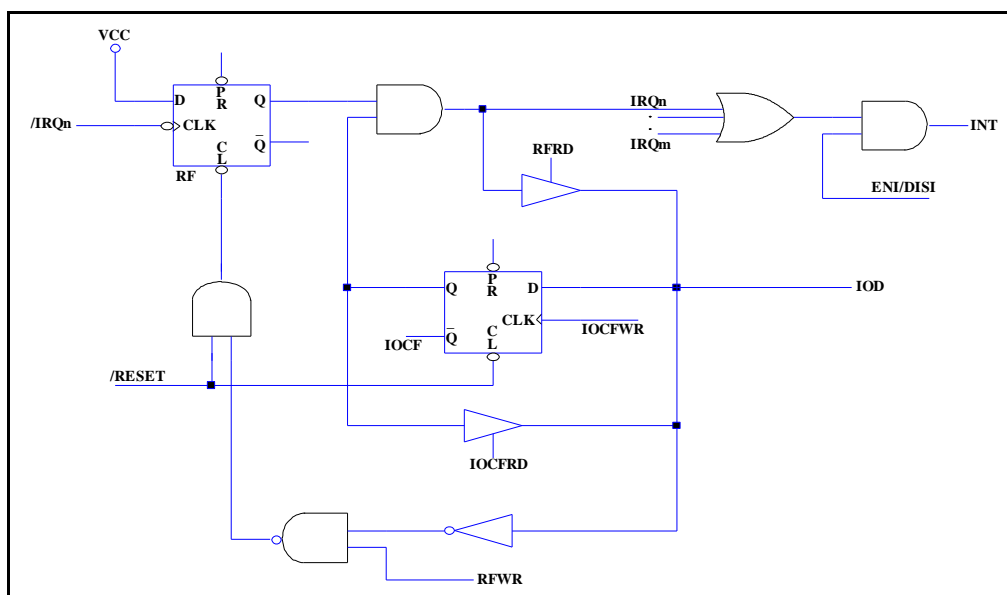 VCC
P
R
D
Q
/IRQn
CLK
C
L
Q
RF
IRQn
.
.
IRQm
INT
RFRD
ENI/DISI
P
R
Q
D
IOD
CLK
IOCFWR
C
L
Q
IOCF
/RESET
IOCFRD
RFWR